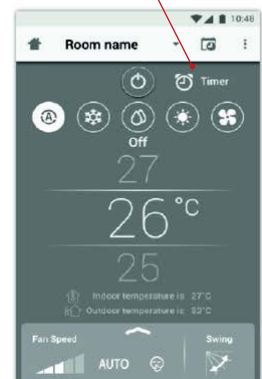 10:48
Room name
Timer
A
Off
27
26°C
25
Indoor temperature is 27°C
Outdoor temperature is 32°C
Fan Speed
Swing
AUTO